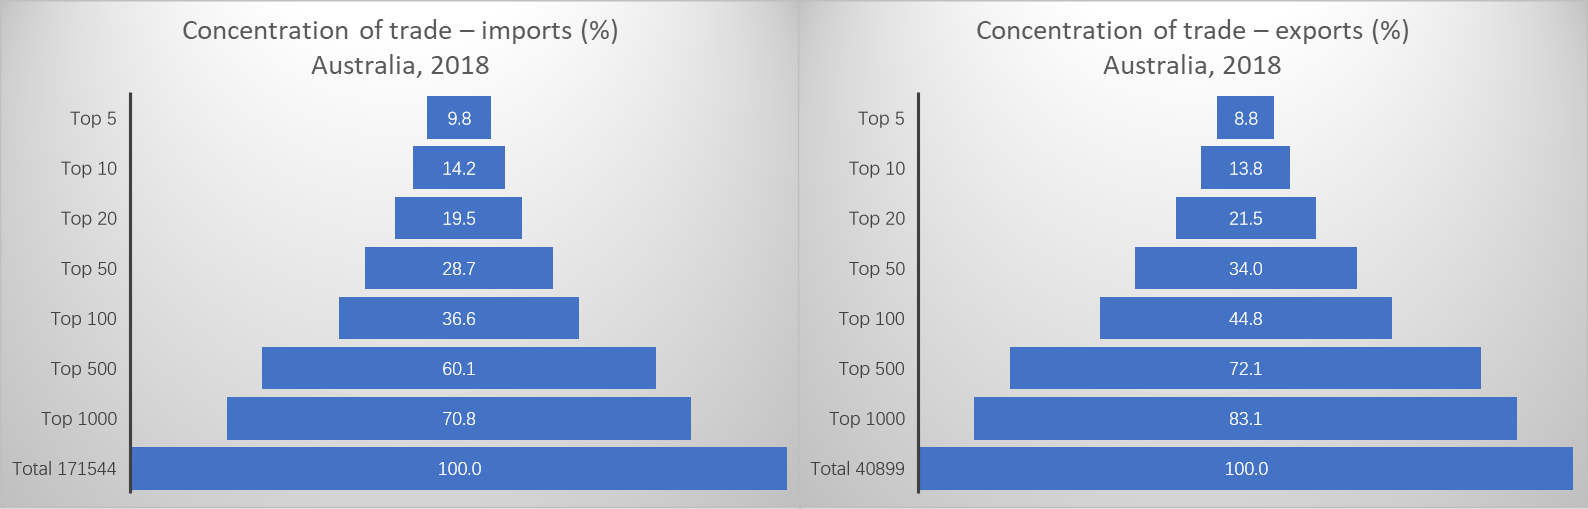 Concentration of trade – imports (%)
Australia, 2018
Top 5 9.8
Top 10 14.2
Top 20 19.5
Top 50 28.7
Top 100 36.6
Top 500 60.1
Top 1000 70.8
Total 171544 100.0
Concentration of trade – exports (%)
Australia, 2018
Top 5 8.8
Top 10 13.8
Top 20 21.5
Top 50 34.0
Top 100 44.8
Top 500 72.1
Top 1000 83.1
Total 40899 100.0